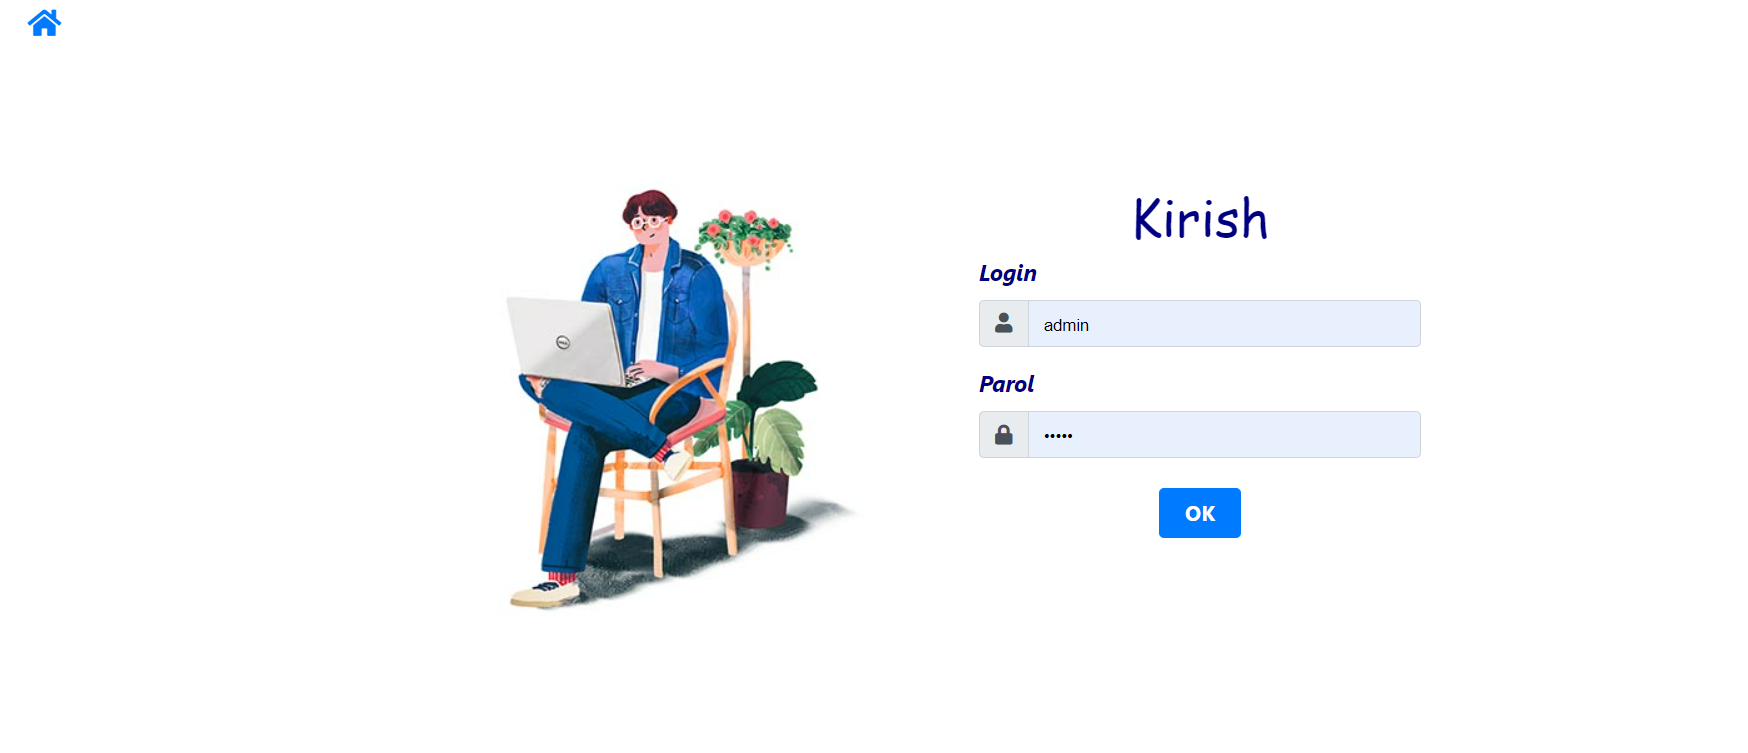 Kirish
Login
admin
Parol
•••••
OK